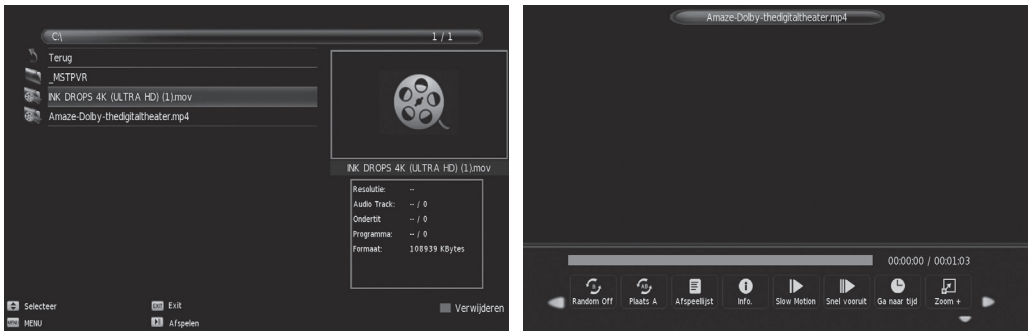 C:\ 1 / 1
Terug
_MSTPVR
INK DROPS 4K (ULTRA HD) (1).mov
Amaze-Dolby-thedigitaltheater.mp4
INK DROPS 4K (ULTRA HD) (1).mov
Resolutie: --
Audio Track: -- / 0
Ondertit -- / 0
Programma: -- / 0
Formaat: 108939 KBytes
Selecteer EXIT Exit Verwijderen
MENU MENU Afspelen
Amaze-Dolby-thedigitaltheater.mp4
00:00:00 / 00:01:03
Random Off Plaats A Afspeellijst Info. Slow Motion Snel vooruit Ga naar tijd Zoom +